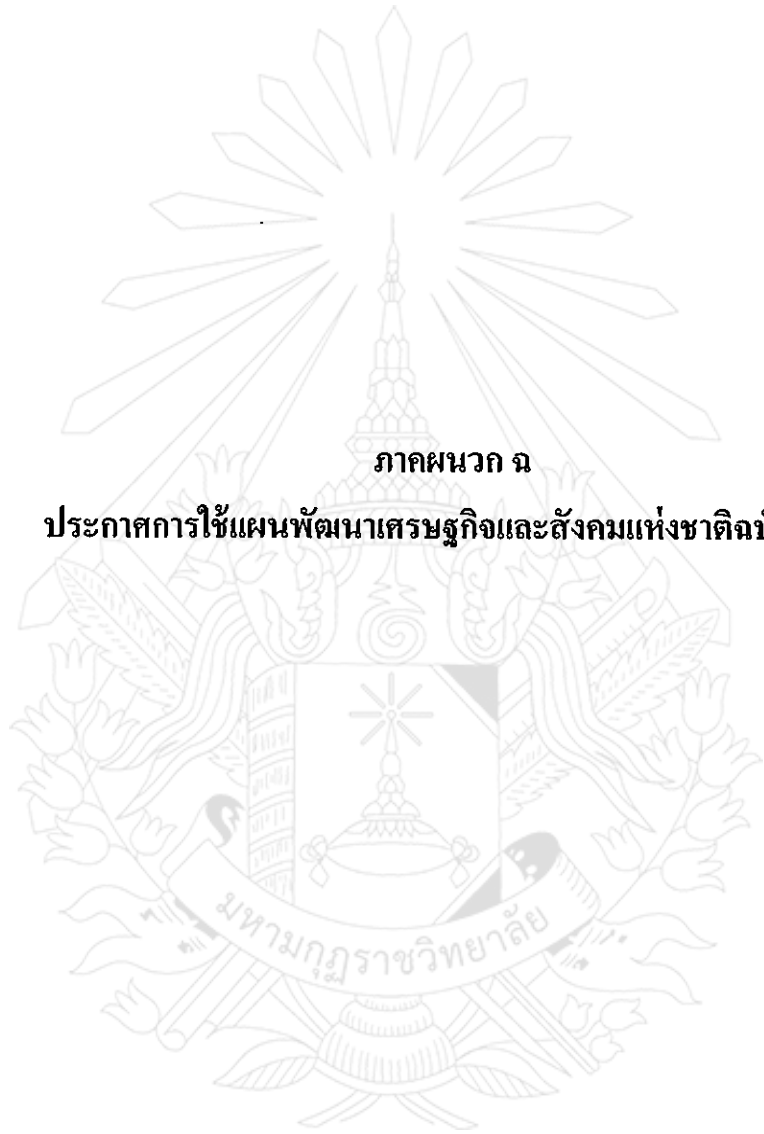 ภาคผนวก ฉ
ประกาศการใช้แผนพัฒนาเศรษฐกิจและสังคมแห่งชาติ
มหามกุฏราชวิทยาลัย